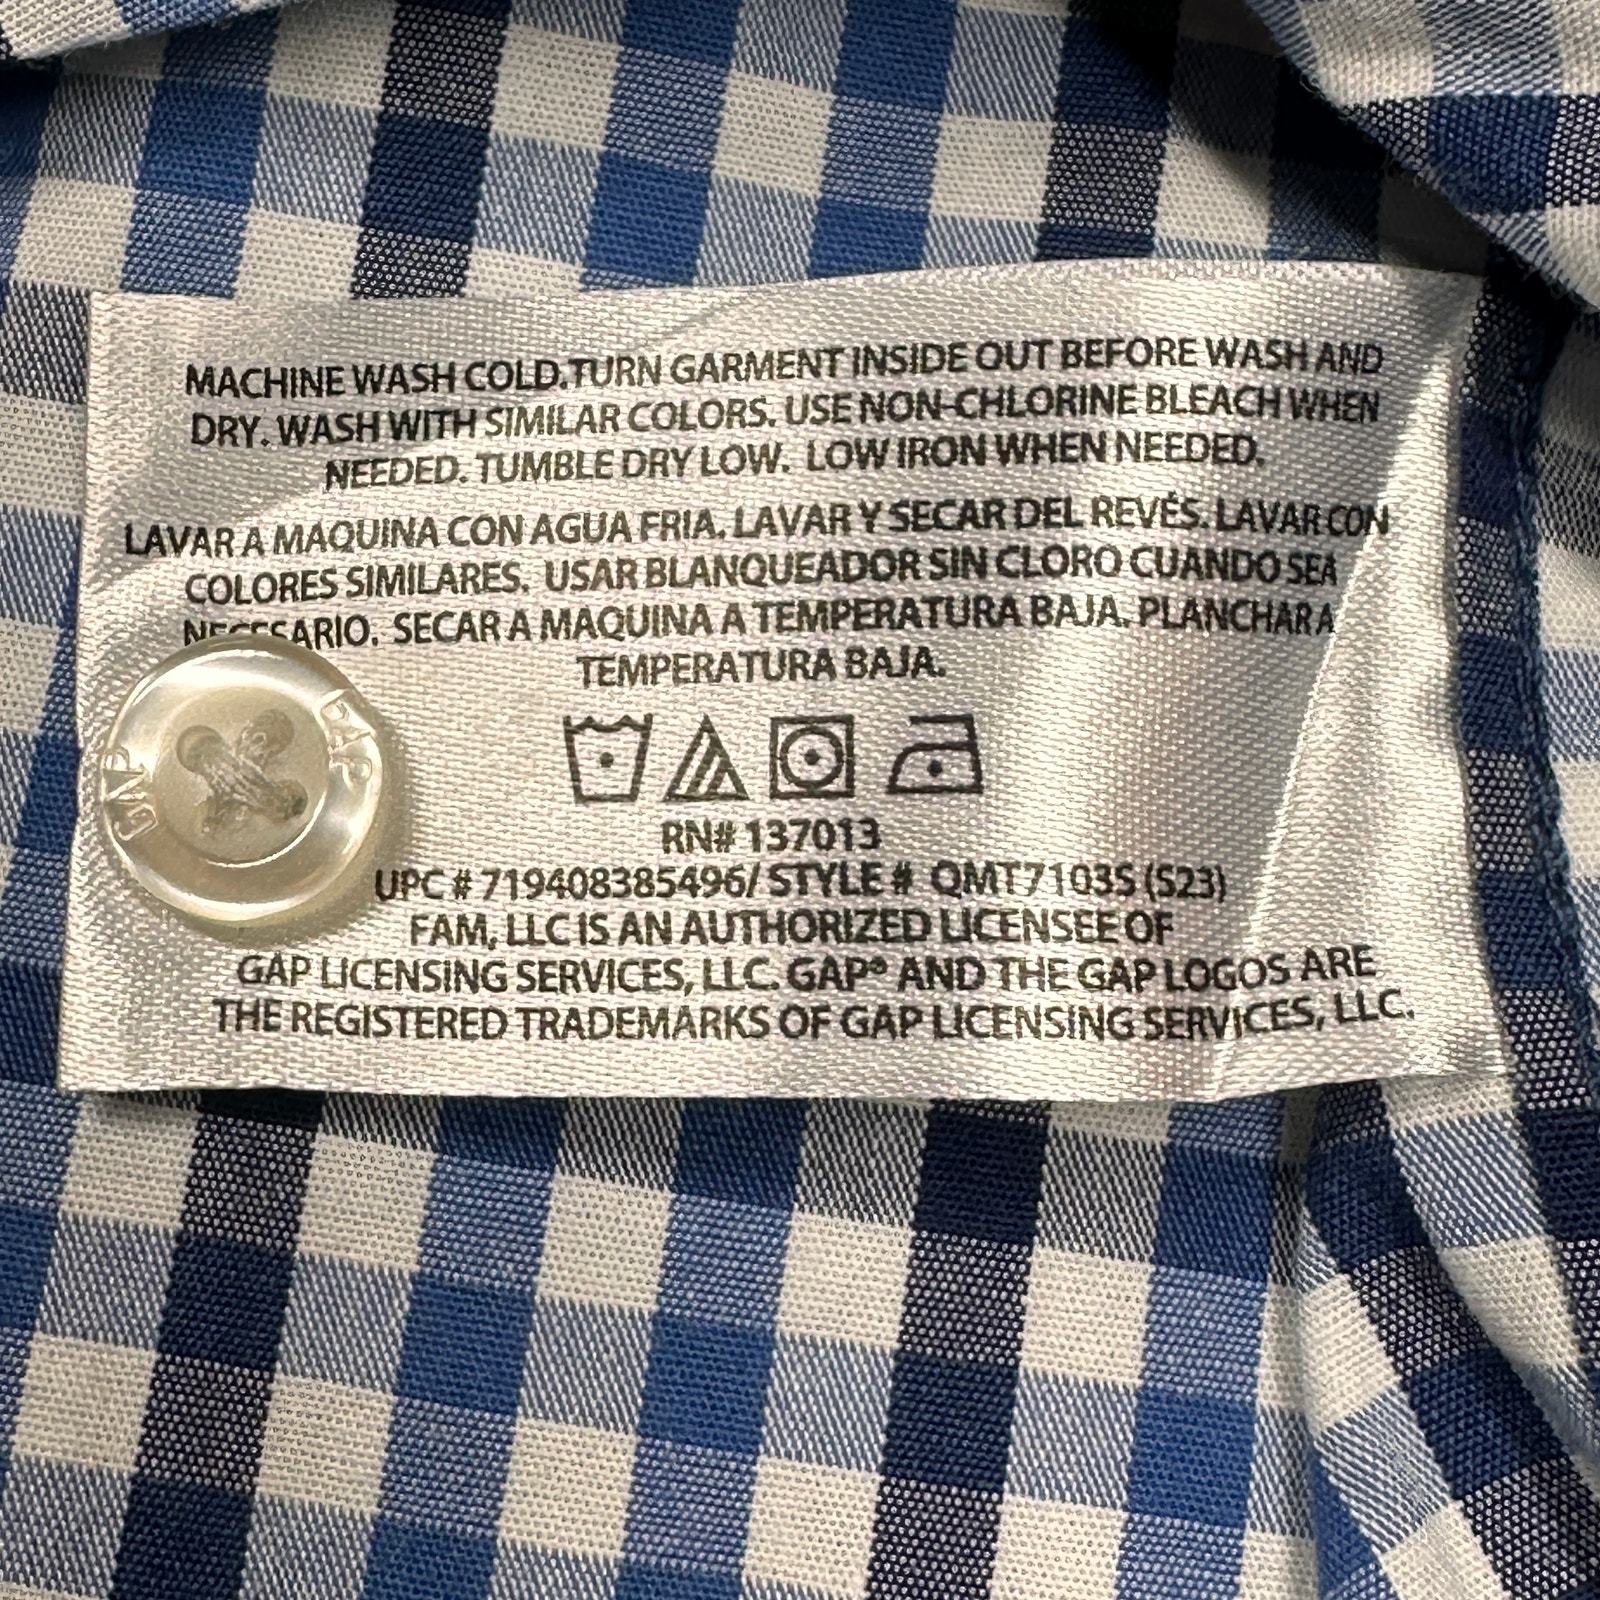 MACHINE WASH COLD.TURN GARMENT INSIDE OUT BEFORE WASH AND
DRY. WASH WITH SIMILAR COLORS. USE NON-CHLORINE BLEACH WHEN
NEEDED. TUMBLE DRY LOW. LOW IRON WHEN NEEDED.
LAVAR A MAQUINA CON AGUA FRIA. LAVAR Y SECAR DEL REVÉS. LAVAR CON
COLORES SIMILARES. USAR BLANQUEADOR SIN CLORO CUANDO SEA
NECESARIO. SECAR A MAQUINA A TEMPERATURA BAJA. PLANCHAR A
TEMPERATURA BAJA.
GAP
GAP
RN# 137013
UPC # 719408385496/ STYLE # QMT7103S (S23)
FAM, LLC IS AN AUTHORIZED LICENSEE OF
GAP LICENSING SERVICES, LLC. GAP® AND THE GAP LOGOS ARE
THE REGISTERED TRADEMARKS OF GAP LICENSING SERVICES, LLC.